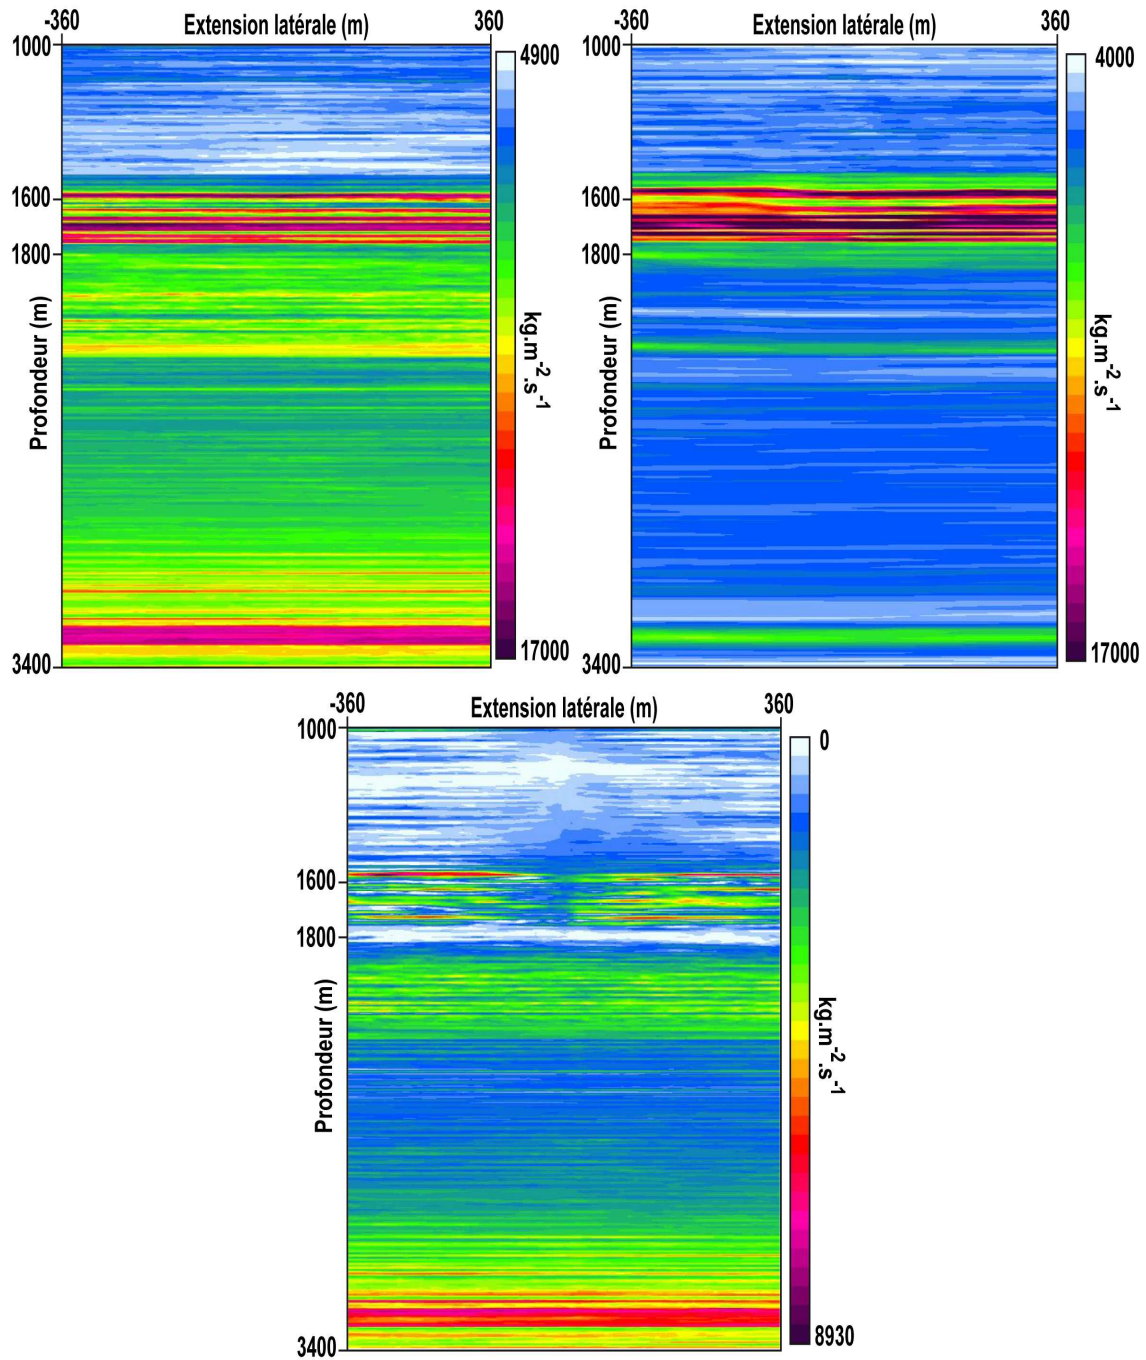 -360 Extension latérale (m) 360
1000
1600
1800
3400
Profondeur (m)
4900
17000
kg.m-2.s-1
-360 Extension latérale (m) 360
1000
1600
1800
3400
Profondeur (m)
4000
17000
kg.m-2.s-1
-360 Extension latérale (m) 360
1000
1600
1800
3400
Profondeur (m)
0
8930
kg.m-2.s-1